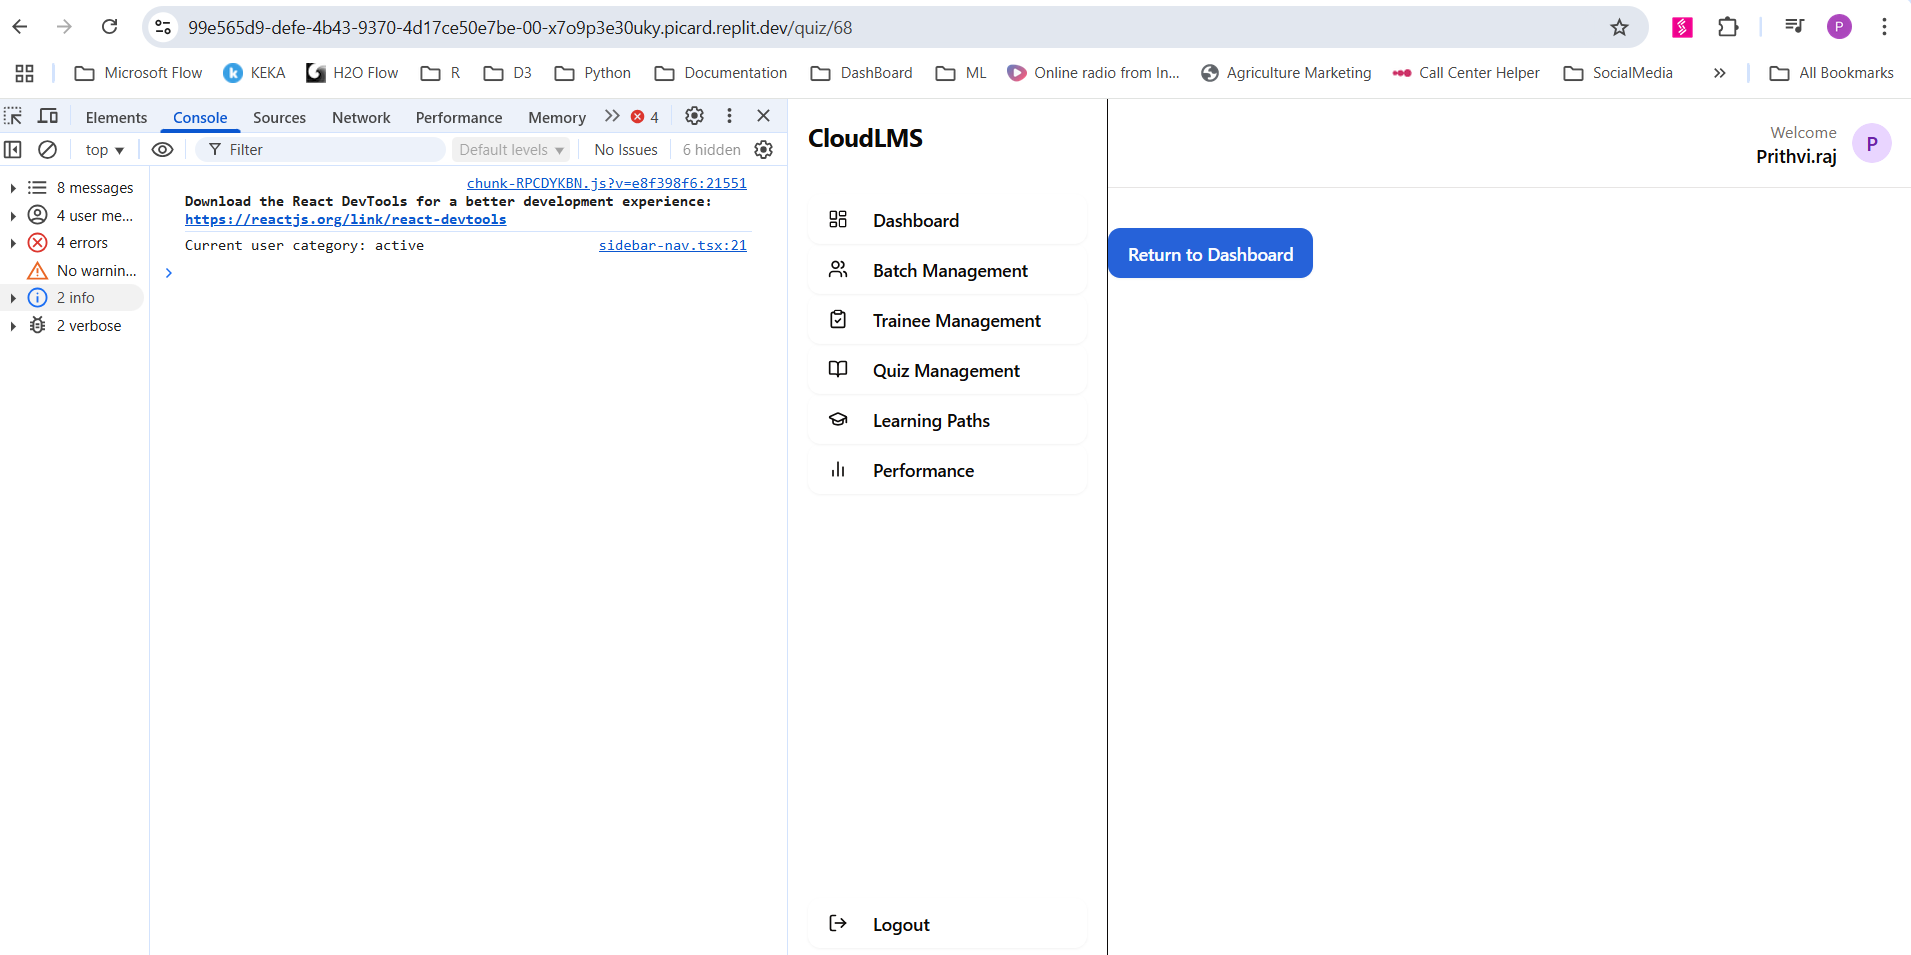 99e565d9-defe-4b43-9370-4d17ce50e7be-00-x7o9p3e30uky.picard.replit.dev/quiz/68
P
Microsoft Flow
KEKA
H2O Flow
R
D3
Python
Documentation
DashBoard
ML
Online radio from In...
Agriculture Marketing
Call Center Helper
SocialMedia
All Bookmarks
Elements
Console
Sources
Network
Performance
Memory
4
top
Filter
Default levels
No Issues
6 hidden
8 messages
4 user me...
4 errors
No warnin...
2 info
2 verbose
chunk-RPCDYKBN.js?v=e8f398f6:21551
Download the React DevTools for a better development experience:
https://reactjs.org/link/react-devtools
Current user category: active
sidebar-nav.tsx:21
CloudLMS
Dashboard
Batch Management
Trainee Management
Quiz Management
Learning Paths
Performance
Logout
Welcome
Prithvi.raj
P
Return to Dashboard